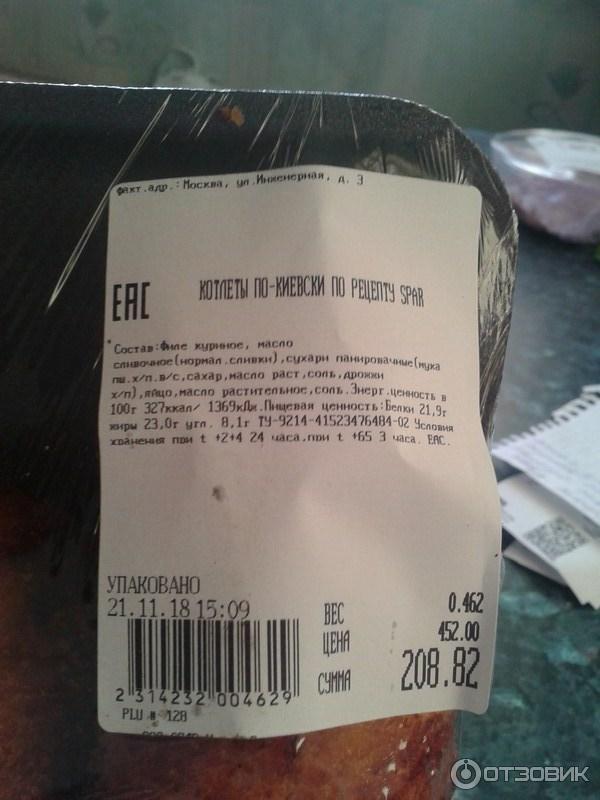 Факт.адр.:Москва, ул.Инженерная, д. 3
EAC
КОТЛЕТЫ ПО-КИЕВСКИ ПО РЕЦЕПТУ SPAR
Состав:Филе куриное, масло
сливочное(нормал.сливки),сухари панировачные(мука
пш.х/п.в/с,сахар,масло раст,соль,дрожжи
х/п),яйцо,масло растительное,соль.Энерг.ценность в
100г 327ккал/ 1369кДж.Пищевая ценность:Белки 21,9г
жиры 23,0г угл. 8,1г ТУ-9214-41523476484-02 Условия
хранения при t +2+4 24 часа.при t +65 3 часа. ЕАС.
УПАКОВАНО
21.11.18 15:09
ВЕС 0.462
ЦЕНА 452.00
СУММА 208.82
2 314232 004629
PLU № 128
ОТЗОВИК